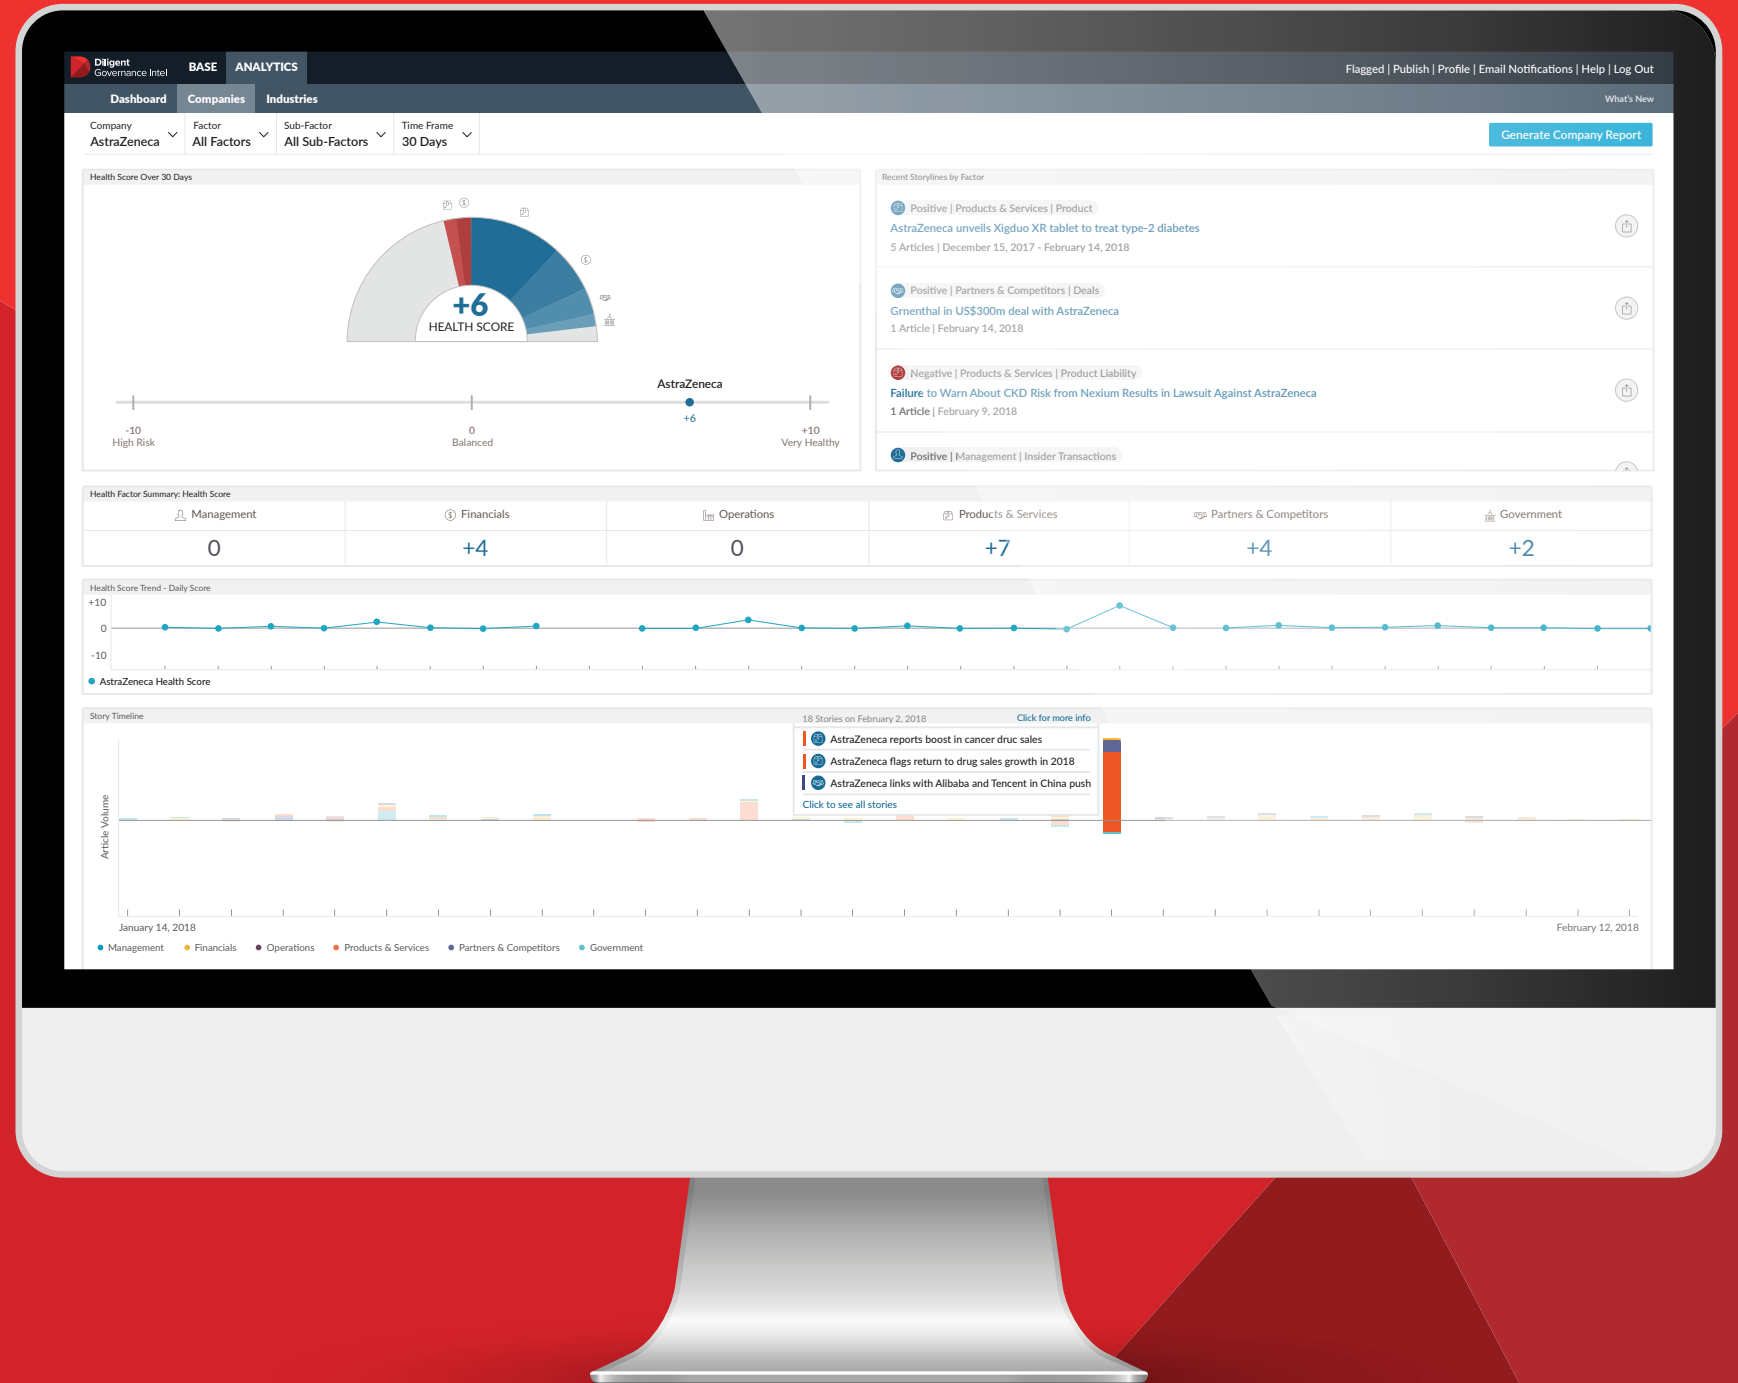 Diligent
Governance Intel
BASE ANALYTICS
Flagged | Publish | Profile | Email Notifications | Help | Log Out
Dashboard Companies Industries
What's New
Company Factor Sub-Factor Time Frame
AstraZeneca All Factors All Sub-Factors 30 Days
Generate Company Report
Health Score Over 30 Days
+6
HEALTH SCORE
AstraZeneca
+6
-10 0 +10
High Risk Balanced Very Healthy
Recent Storylines by Factor
Positive | Products & Services | Product
AstraZeneca unveils Xigduo XR tablet to treat type-2 diabetes
5 Articles | December 15, 2017 - February 14, 2018
Positive | Partners & Competitors | Deals
Grnenthal in US$300m deal with AstraZeneca
1 Article | February 14, 2018
Negative | Products & Services | Product Liability
Failure to Warn About CKD Risk from Nexium Results in Lawsuit Against AstraZeneca
1 Article | February 9, 2018
Positive | Management | Insider Transactions
Health Factor Summary: Health Score
Management Financials Operations Products & Services Partners & Competitors Government
0 +4 0 +7 +4 +2
Health Score Trend - Daily Score
+10
0
-10
AstraZeneca Health Score
Story Timeline
18 Stories on February 2, 2018 Click for more info
AstraZeneca reports boost in cancer druc sales
AstraZeneca flags return to drug sales growth in 2018
AstraZeneca links with Alibaba and Tencent in China push
Click to see all stories
Article Volume
January 14, 2018 February 12, 2018
Management Financials Operations Products & Services Partners & Competitors Government